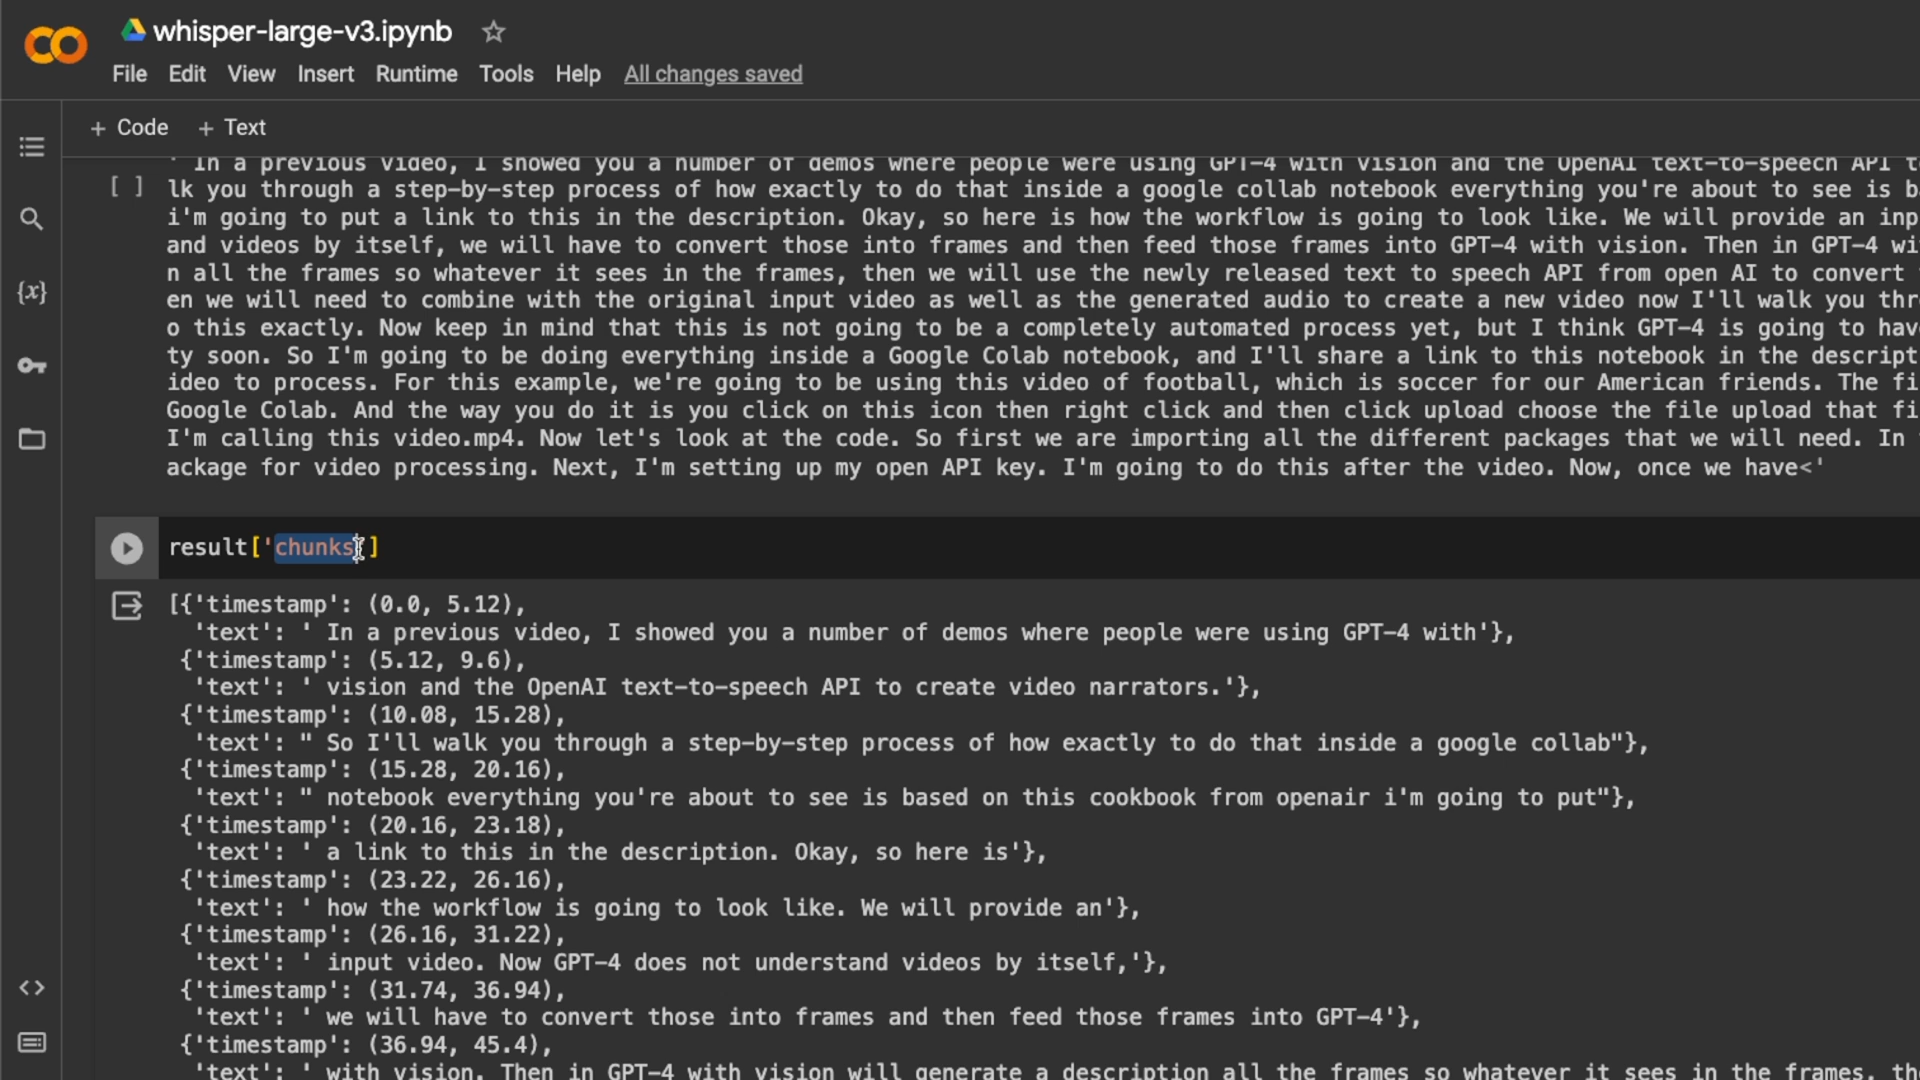 whisper-large-v3.ipynb
File Edit View Insert Runtime Tools Help All changes saved
+ Code + Text
' In a previous video, I showed you a number of demos where people were using GPT-4 with vision and the OpenAI text-to-speech API
[ ] lk you through a step-by-step process of how exactly to do that inside a google collab notebook everything you're about to see is
i'm going to put a link to this in the description. Okay, so here is how the workflow is going to look like. We will provide an
and videos by itself, we will have to convert those into frames and then feed those frames into GPT-4 with vision. Then in GPT-4
n all the frames so whatever it sees in the frames, then we will use the newly released text to speech API from open AI to convert
en we will need to combine with the original input video as well as the generated audio to create a new video now I'll walk you
o this exactly. Now keep in mind that this is not going to be a completely automated process yet, but I think GPT-4 is going to
ty soon. So I'm going to be doing everything inside a Google Colab notebook, and I'll share a link to this notebook in the
ideo to process. For this example, we're going to be using this video of football, which is soccer for our American friends. The
Google Colab. And the way you do it is you click on this icon then right click and then click upload choose the file upload that
I'm calling this video.mp4. Now let's look at the code. So first we are importing all the different packages that we will need. In
ackage for video processing. Next, I'm setting up my open API key. I'm going to do this after the video. Now, once we have<'
result['chunks']
[{'timestamp': (0.0, 5.12),
'text': ' In a previous video, I showed you a number of demos where people were using GPT-4 with'},
{'timestamp': (5.12, 9.6),
'text': ' vision and the OpenAI text-to-speech API to create video narrators.'},
{'timestamp': (10.08, 15.28),
'text': " So I'll walk you through a step-by-step process of how exactly to do that inside a google collab"},
{'timestamp': (15.28, 20.16),
'text': " notebook everything you're about to see is based on this cookbook from openair i'm going to put"},
{'timestamp': (20.16, 23.18),
'text': ' a link to this in the description. Okay, so here is'},
{'timestamp': (23.22, 26.16),
'text': ' how the workflow is going to look like. We will provide an'},
{'timestamp': (26.16, 31.22),
'text': ' input video. Now GPT-4 does not understand videos by itself,'},
{'timestamp': (31.74, 36.94),
'text': ' we will have to convert those into frames and then feed those frames into GPT-4'},
{'timestamp': (36.94, 45.4),
'text': ' with vision. Then in GPT-4 with vision will generate a description all the frames so whatever it sees in the frames,